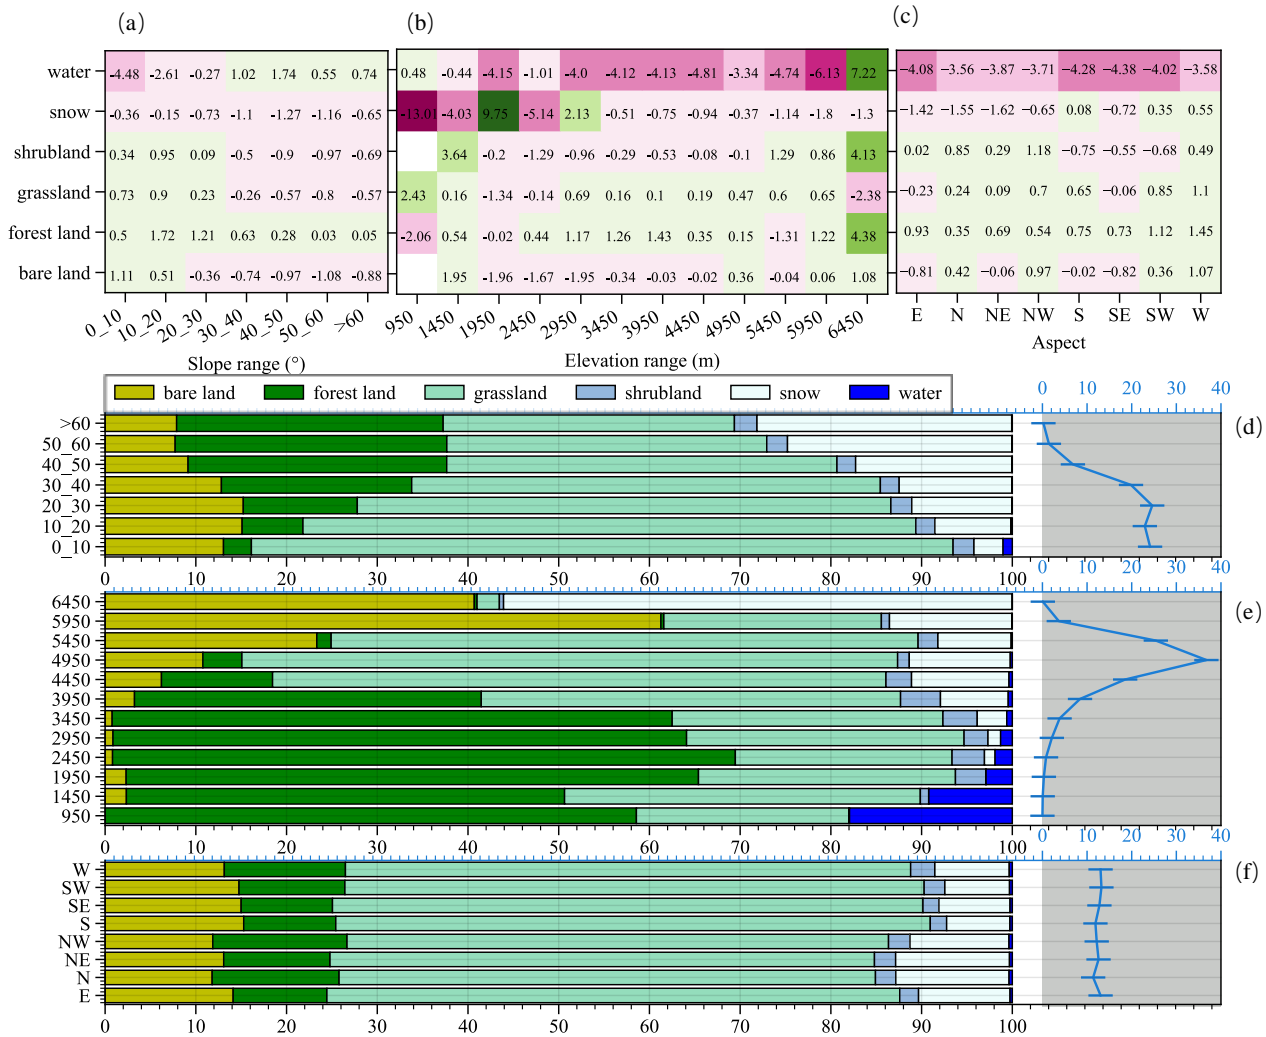 (a) (b) (c)
water −4.48 −2.61 −0.27 1.02 1.74 0.55 0.74 0.48 -0.44 -4.15 -1.01 -4.0 -4.12 -4.13 -4.81 -3.34 -4.74 -6.13 7.22 −4.08 −3.56 −3.87 −3.71 −4.28 −4.38 −4.02 −3.58
snow −0.36 −0.15 −0.73 −1.1 −1.27 −1.16 −0.65 -13.01 -4.03 9.75 -5.14 2.13 -0.51 -0.75 -0.94 -0.37 -1.14 -1.8 -1.3 −1.42 −1.55 −1.62 −0.65 0.08 −0.72 0.35 0.55
shrubland 0.34 0.95 0.09 −0.5 −0.9 −0.97 −0.69 3.64 -0.2 -1.29 -0.96 -0.29 -0.53 -0.08 -0.1 1.29 0.86 4.13 0.02 0.85 0.29 1.18 −0.75 −0.55 −0.68 0.49
grassland 0.73 0.9 0.23 −0.26 −0.57 −0.8 −0.57 2.43 0.16 -1.34 -0.14 0.69 0.16 0.1 0.19 0.47 0.6 0.65 -2.38 −0.23 0.24 0.09 0.7 0.65 −0.06 0.85 1.1
forest land 0.5 1.72 1.21 0.63 0.28 0.03 0.05 -2.06 0.54 -0.02 0.44 1.17 1.26 1.43 0.35 0.15 -1.31 1.22 4.38 0.93 0.35 0.69 0.54 0.75 0.73 1.12 1.45
bare land 1.11 0.51 −0.36 −0.74 −0.97 −1.08 −0.88 1.95 -1.96 -1.67 -1.95 -0.34 -0.03 -0.02 0.36 -0.04 0.06 1.08 −0.81 0.42 −0.06 0.97 −0.02 −0.82 0.36 1.07
0_10 10_20 20_30 30_40 40_50 50_60 >60 950 1450 1950 2450 2950 3450 3950 4450 4950 5450 5950 6450 E N NE NW S SE SW W
Slope range (°) Elevation range (m) Aspect
bare land forest land grassland shrubland snow water
0 10 20 30 40
>60 (d)
50_60
40_50
30_40
20_30
10_20
0_10
0 10 20 30 40 50 60 70 80 90 100 0 10 20 30 40
6450 (e)
5950
5450
4950
4450
3950
3450
2950
2450
1950
1450
950
0 10 20 30 40 50 60 70 80 90 100 0 10 20 30 40
W (f)
SW
SE
S
NW
NE
N
E
0 10 20 30 40 50 60 70 80 90 100